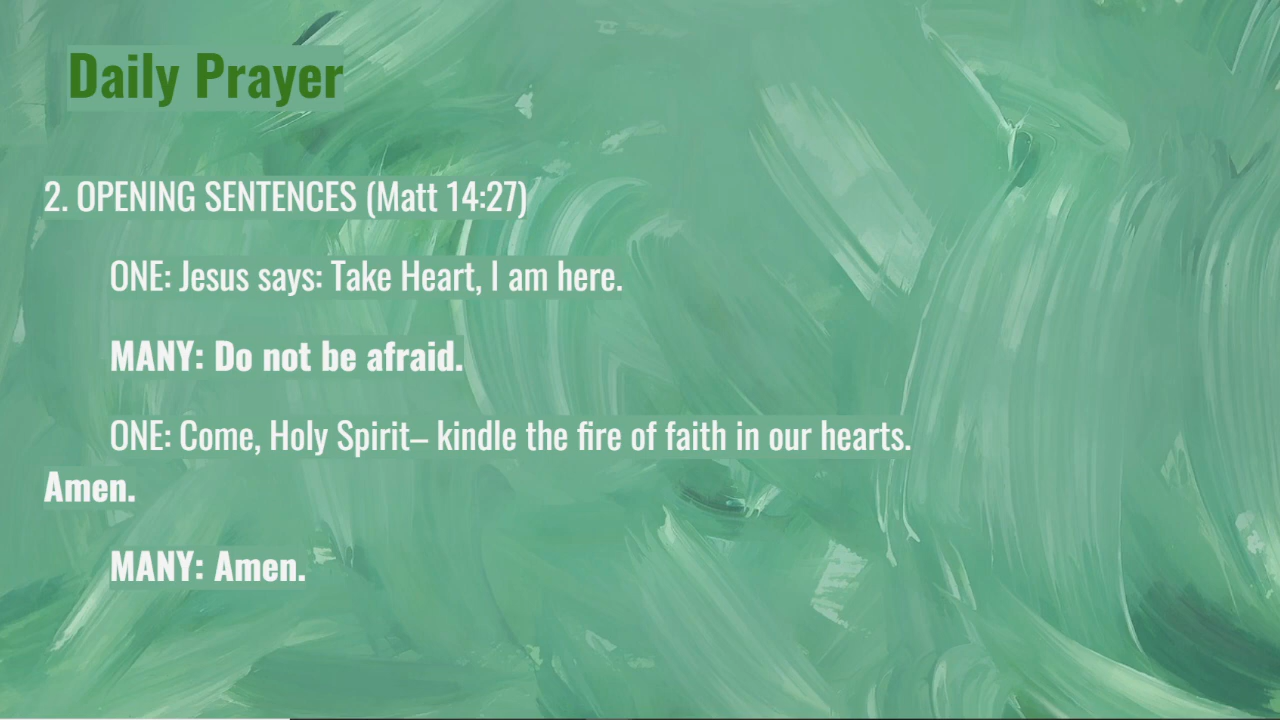 Daily Prayer
2. OPENING SENTENCES (Matt 14:27)
ONE: Jesus says: Take Heart, I am here.
MANY: Do not be afraid.
ONE: Come, Holy Spirit– kindle the fire of faith in our hearts.
Amen.
MANY: Amen.